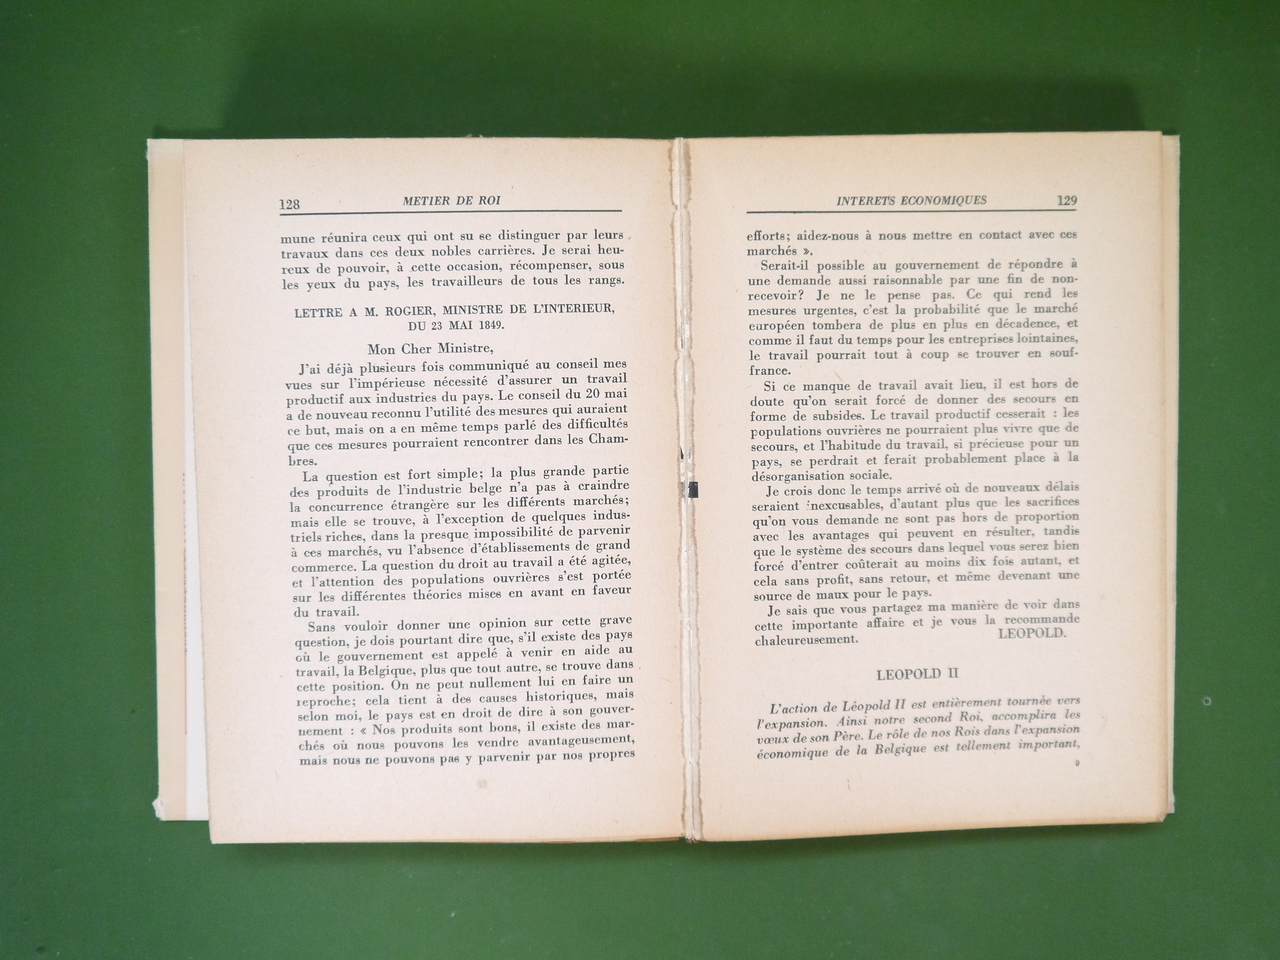 128
METIER DE ROI
mune réunira ceux qui ont su se distinguer par leurs
travaux dans ces deux nobles carrières. Je serai heu-
reux de pouvoir, à cette occasion, récompenser, sous
les yeux du pays, les travailleurs de tous les rangs.
LETTRE A M. ROGIER, MINISTRE DE L'INTERIEUR,
DU 23 MAI 1849.
Mon Cher Ministre,
J'ai déjà plusieurs fois communiqué au conseil mes
vues sur l'impérieuse nécessité d'assurer un travail
productif aux industries du pays. Le conseil du 20 mai
a de nouveau reconnu l'utilité des mesures qui auraient
ce but, mais on a en même temps parlé des difficultés
que ces mesures pourraient rencontrer dans les Cham-
bres.
La question est fort simple; la plus grande partie
des produits de l'industrie belge n'a pas à craindre
la concurrence étrangère sur les différents marchés;
mais elle se trouve, à l'exception de quelques indus-
triels riches, dans la presque impossibilité de parvenir
à ces marchés, vu l'absence d'établissements de grand
commerce. La question du droit au travail a été agitée,
et l'attention des populations ouvrières s'est portée
sur les différentes théories mises en avant en faveur
du travail.
Sans vouloir donner une opinion sur cette grave
question, je dois pourtant dire que, s'il existe des pays
où le gouvernement est appelé à venir en aide au
travail, la Belgique, plus que tout autre, se trouve dans
cette position. On ne peut nullement lui en faire un
reproche; cela tient à des causes historiques, mais
selon moi, le pays est en droit de dire à son gouver-
nement : « Nos produits sont bons, il existe des mar-
chés où nous pouvons les vendre avantageusement,
mais nous ne pouvons pas y parvenir par nos propres
INTERETS ECONOMIQUES
129
efforts; aidez-nous à nous mettre en contact avec ces
marchés ».
Serait-il possible au gouvernement de répondre à
une demande aussi raisonnable par une fin de non-
recevoir? Je ne le pense pas. Ce qui rend les
mesures urgentes, c'est la probabilité que le marché
européen tombera de plus en plus en décadence, et
comme il faut du temps pour les entreprises lointaines,
le travail pourrait tout à coup se trouver en souf-
france.
Si ce manque de travail avait lieu, il est hors de
doute qu'on serait forcé de donner des secours en
forme de subsides. Le travail productif cesserait : les
populations ouvrières ne pourraient plus vivre que de
secours, et l'habitude du travail, si précieuse pour un
pays, se perdrait et ferait probablement place à la
désorganisation sociale.
Je crois donc le temps arrivé où de nouveaux délais
seraient inexcusables, d'autant plus que les sacrifices
qu'on vous demande ne sont pas hors de proportion
avec les avantages qui peuvent en résulter, tandis
que le système des secours dans lequel vous serez bien
forcé d'entrer coûterait au moins dix fois autant, et
cela sans profit, sans retour, et même devenant une
source de maux pour le pays.
Je sais que vous partagez ma manière de voir dans
cette importante affaire et je vous la recommande
chaleureusement.
LEOPOLD.
LEOPOLD II
L'action de Léopold II est entièrement tournée vers
l'expansion. Ainsi notre second Roi, accomplira les
vœux de son Père. Le rôle de nos Rois dans l'expansion
économique de la Belgique est tellement important,
9